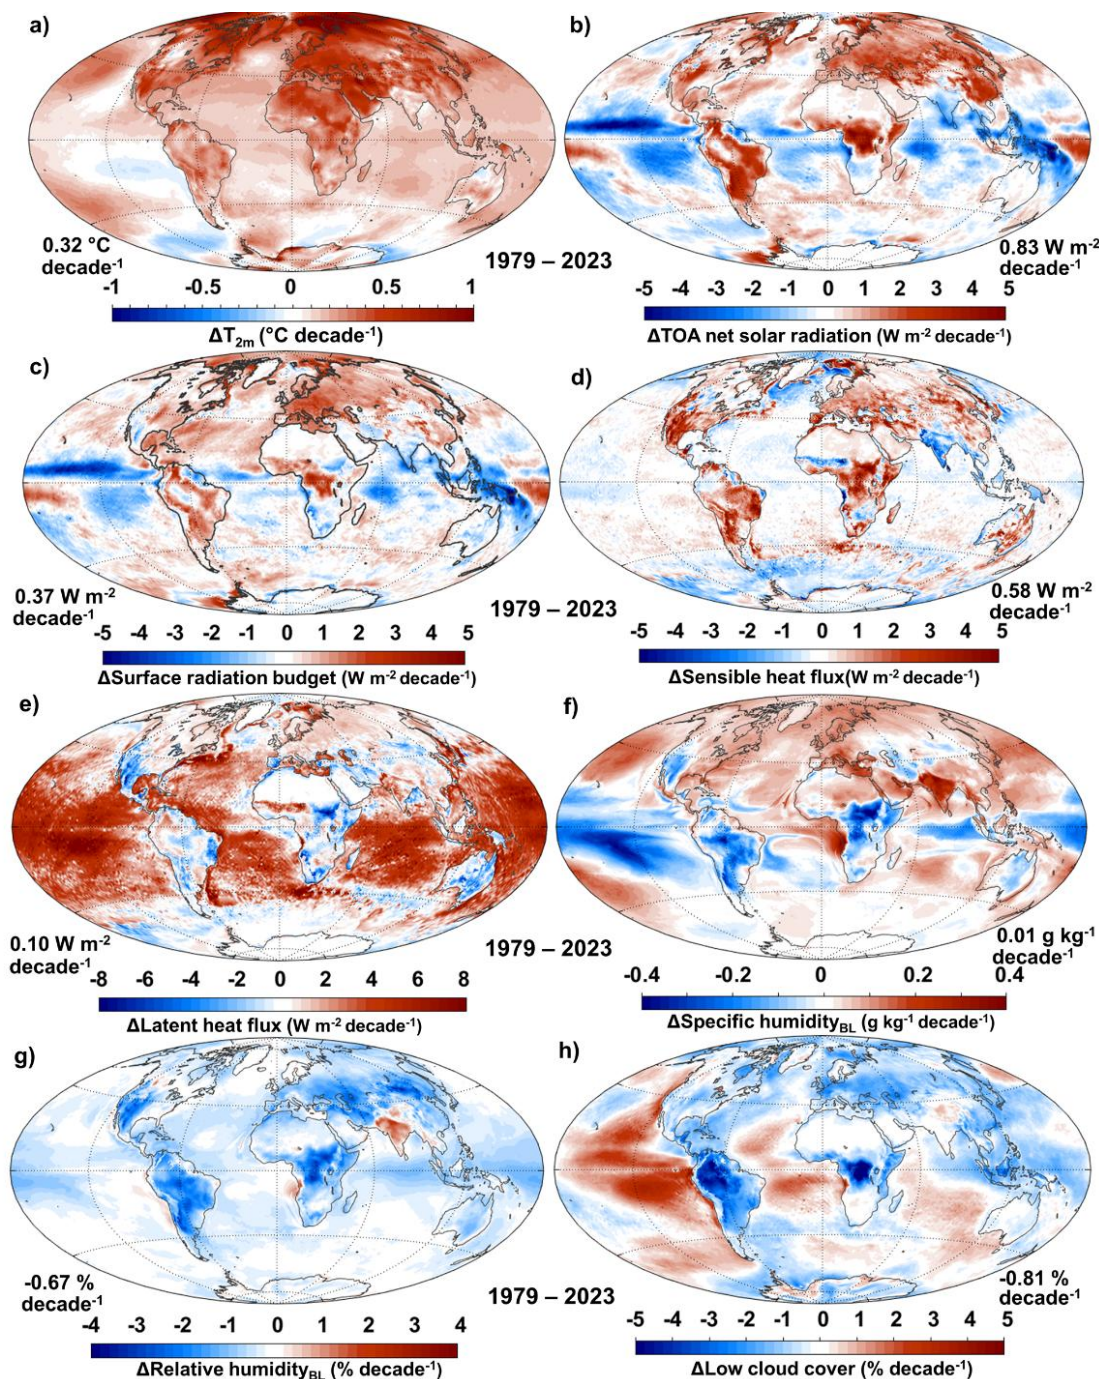 a)
b)
0.32 °C
decade⁻¹
1979 – 2023
0.83 W m⁻²
decade⁻¹
-1 -0.5 0 0.5 1
ΔT₂ₘ (°C decade⁻¹)
-5 -4 -3 -2 -1 0 1 2 3 4 5
ΔTOA net solar radiation (W m⁻² decade⁻¹)
c)
d)
0.37 W m⁻²
decade⁻¹
1979 – 2023
0.58 W m⁻²
decade⁻¹
-5 -4 -3 -2 -1 0 1 2 3 4 5
ΔSurface radiation budget (W m⁻² decade⁻¹)
-5 -4 -3 -2 -1 0 1 2 3 4 5
ΔSensible heat flux(W m⁻² decade⁻¹)
e)
f)
0.10 W m⁻²
decade⁻¹
1979 – 2023
0.01 g kg⁻¹
decade⁻¹
-8 -6 -4 -2 0 2 4 6 8
ΔLatent heat flux (W m⁻² decade⁻¹)
-0.4 -0.2 0 0.2 0.4
ΔSpecific humidity_BL (g kg⁻¹ decade⁻¹)
g)
h)
-0.67 %
decade⁻¹
1979 – 2023
-0.81 %
decade⁻¹
-4 -3 -2 -1 0 1 2 3 4
ΔRelative humidity_BL (% decade⁻¹)
-5 -4 -3 -2 -1 0 1 2 3 4 5
ΔLow cloud cover (% decade⁻¹)